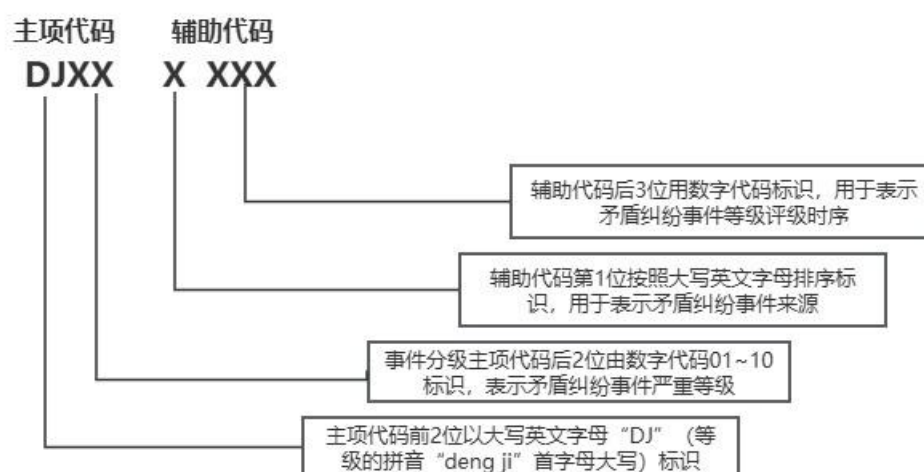 主项代码 辅助代码
DJXX X XXX
辅助代码后3位用数字代码标识，用于表示
矛盾纠纷事件等级评级时序
辅助代码第1位按照大写英文字母排序标
识，用于表示矛盾纠纷事件来源
事件分级主项代码后2位由数字代码01~10
标识，表示矛盾纠纷事件严重等级
主项代码前2位以大写英文字母“DJ”（等
级的拼音“deng ji”首字母大写）标识